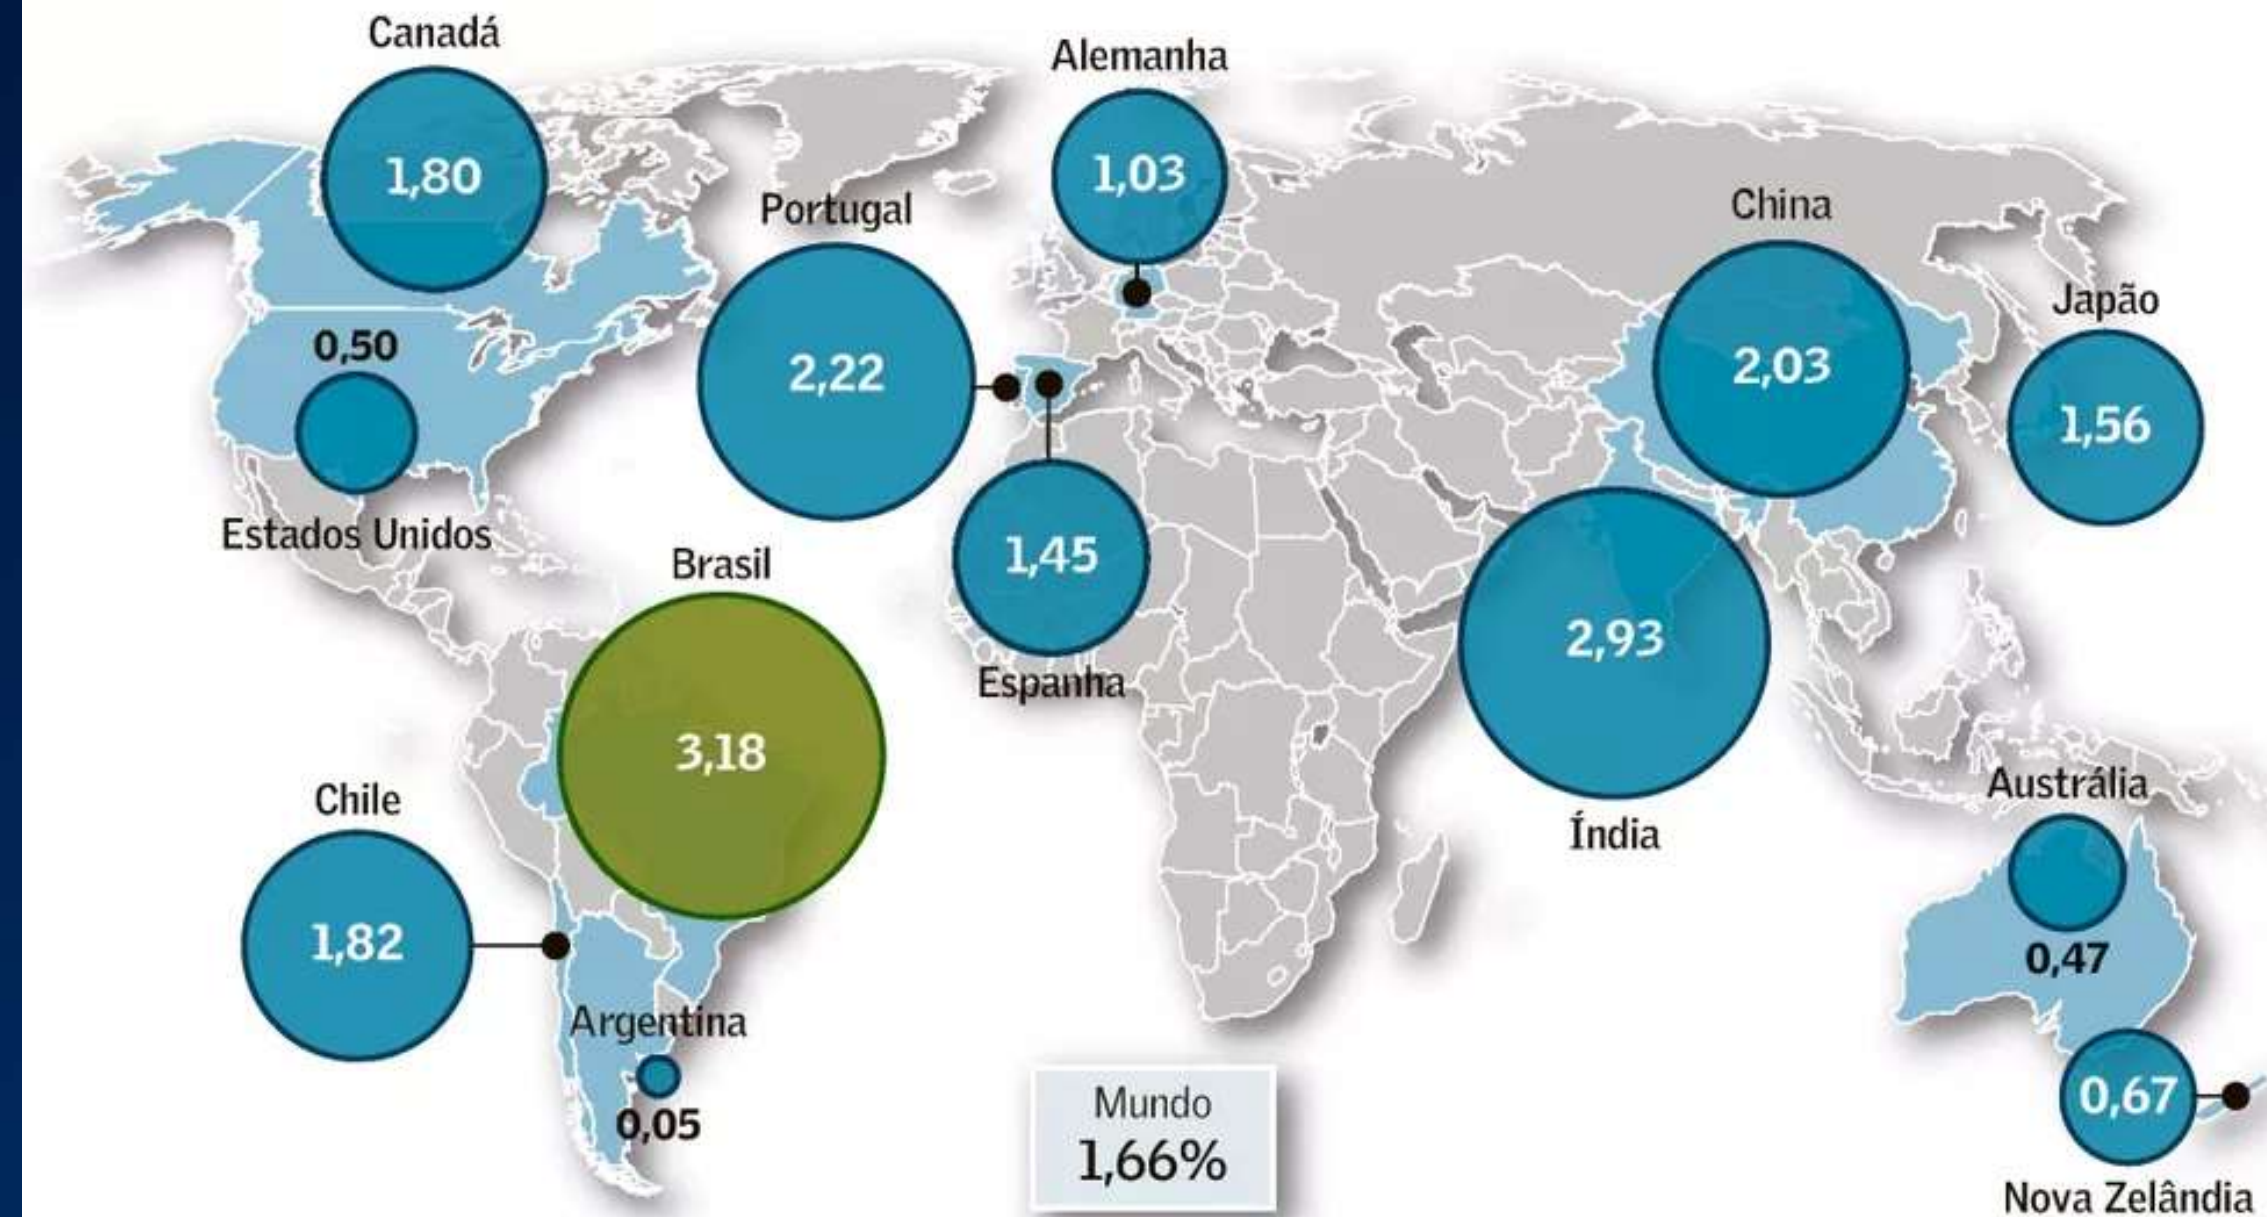 Canadá
1,80
Alemanha
1,03
Portugal
2,22
China
2,03
Japão
1,56
0,50
Estados Unidos
1,45
Espanha
Brasil
3,18
2,93
Índia
Chile
1,82
Argentina
0,05
Austrália
0,47
0,67
Nova Zelândia
Mundo
1,66%